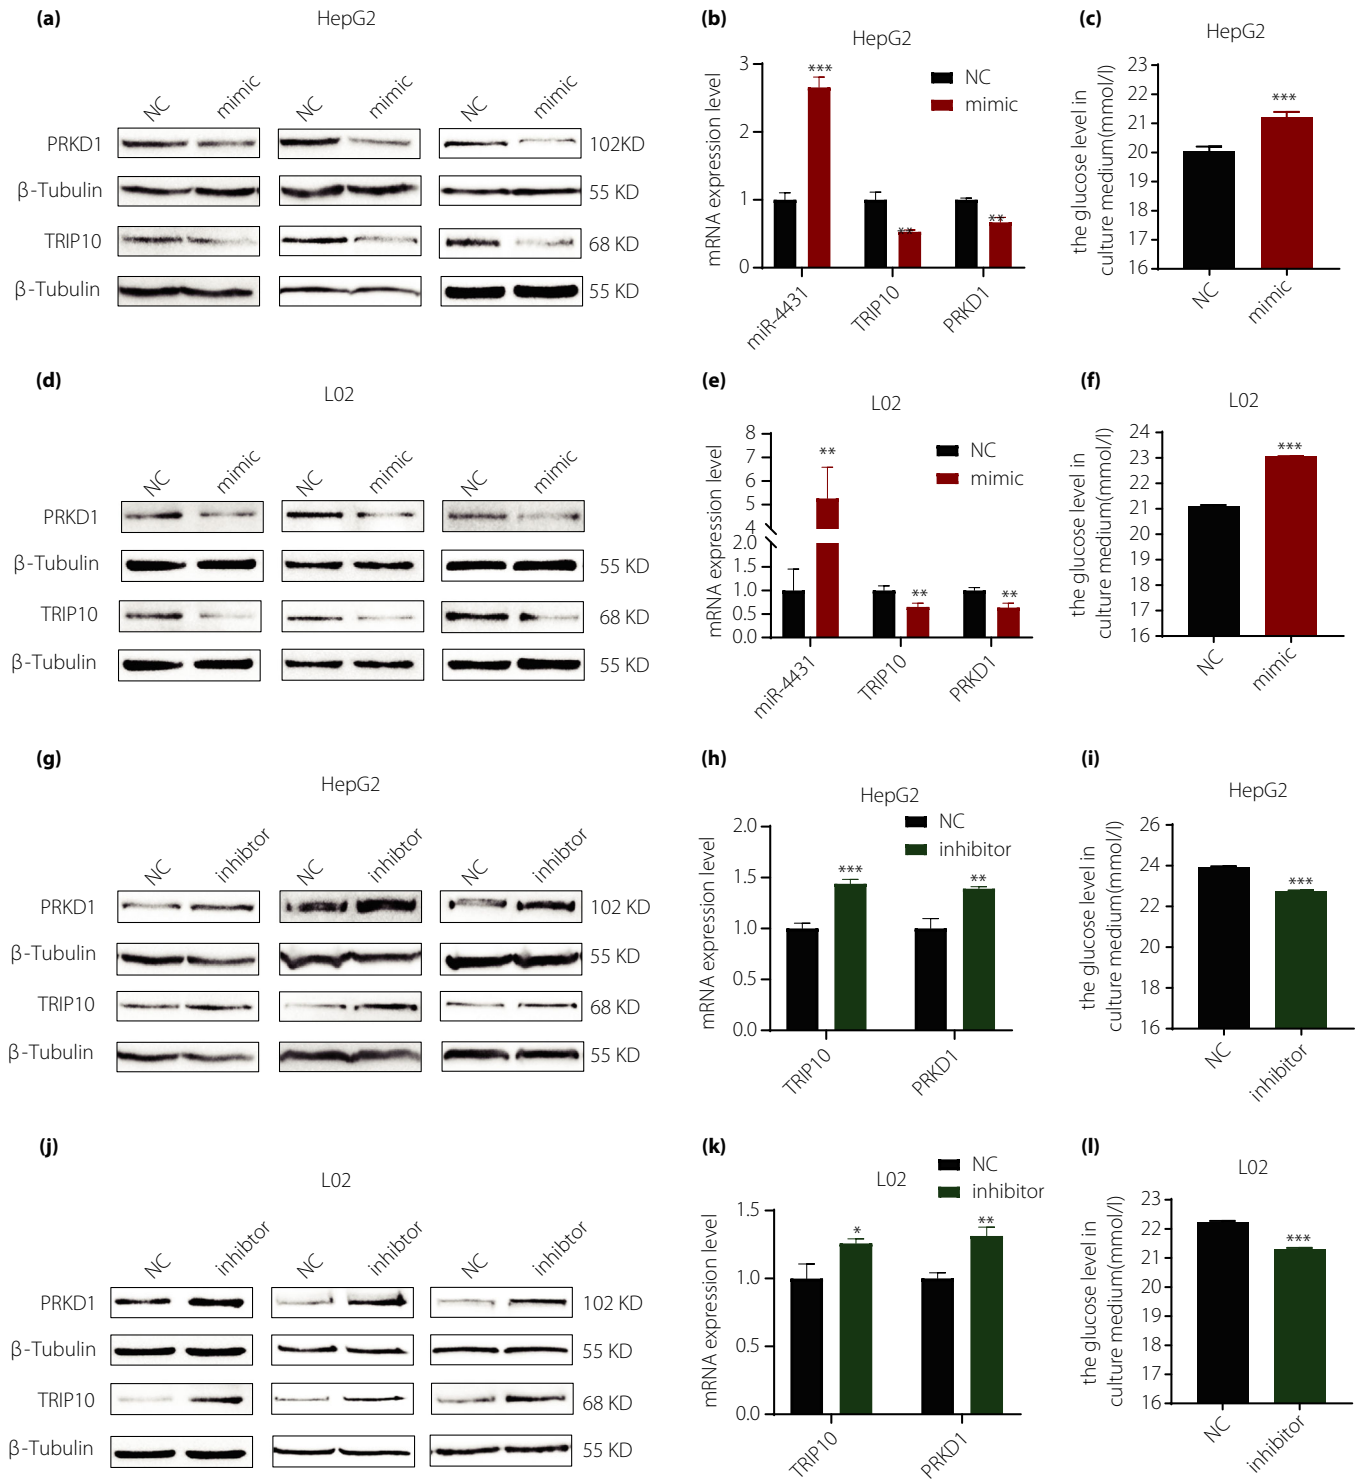 (a)
HepG2
NC mimic NC mimic NC mimic
PRKD1 102KD
β-Tubulin 55 KD
TRIP10 68 KD
β-Tubulin 55 KD
(b)
HepG2
NC
mimic
mRNA expression level
3
2
1
0
***
**
**
miR-4431 TRIP10 PRKD1
(c)
HepG2
the glucose level in
culture medium(mmol/l)
23
22
21
20
19
18
17
16
***
NC mimic
(d)
L02
NC mimic NC mimic NC mimic
PRKD1
β-Tubulin 55 KD
TRIP10 68 KD
β-Tubulin 55 KD
(e)
L02
NC
mimic
mRNA expression level
8
7
6
5
4
2.0
1.5
1.0
0.5
0.0
**
**
**
miR-4431 TRIP10 PRKD1
(f)
L02
the glucose level in
culture medium(mmol/l)
24
23
22
21
20
19
18
17
16
***
NC mimic
(g)
HepG2
NC inhibtor NC inhibtor NC inhibtor
PRKD1 102 KD
β-Tubulin 55 KD
TRIP10 68 KD
β-Tubulin 55 KD
(h)
HepG2
NC
inhibitor
mRNA expression level
2.0
1.5
1.0
0.5
0.0
***
**
TRIP10 PRKD1
(i)
HepG2
the glucose level in
culture medium(mmol/l)
26
24
22
20
18
16
***
NC inhibitor
(j)
L02
NC inhibtor NC inhibtor NC inhibtor
PRKD1 102 KD
β-Tubulin 55 KD
TRIP10 68 KD
β-Tubulin 55 KD
(k)
L02
NC
inhibitor
mRNA expression level
1.5
1.0
0.5
0.0
*
**
TRIP10 PRKD1
(l)
L02
the glucose level in
culture medium(mmol/l)
23
22
21
20
19
18
17
16
***
NC inhibitor